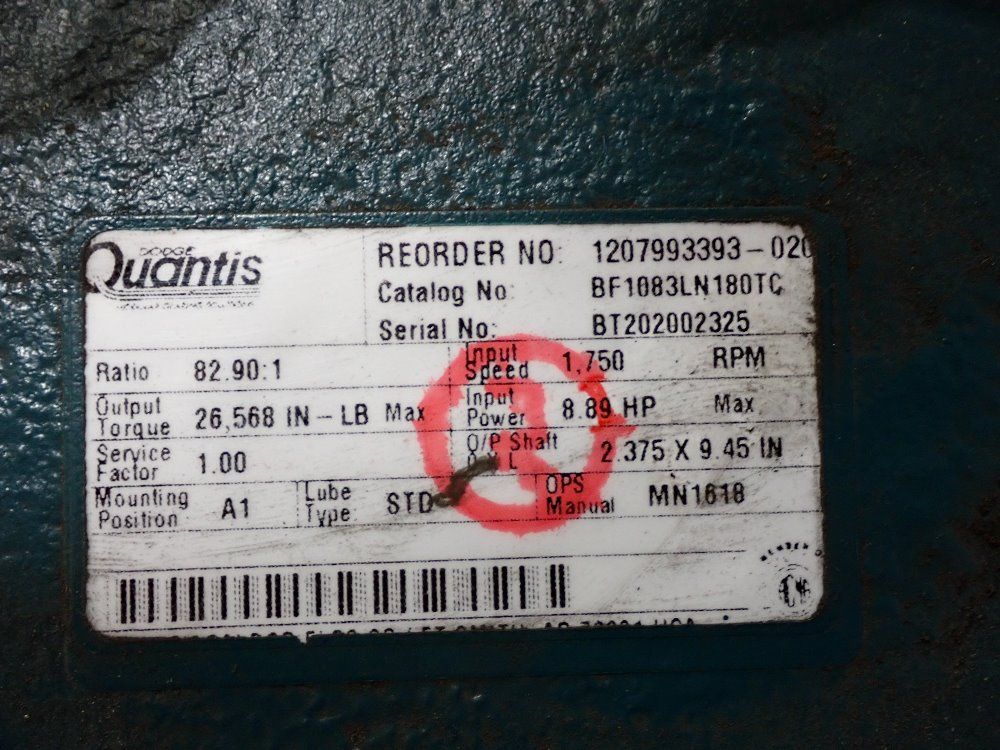 DODGE
Quantis
REORDER NO: 1207993393-020
Catalog No: BF1083LN180TC
Serial No: BT202002325
Ratio 82.90:1 Input Speed 1,750 RPM
Output Torque 26,568 IN-LB Max Input Power 8.89 HP Max
Service Factor 1.00 O/P Shaft D X L 2.375 X 9.45 IN
Mounting Position A1 Lube Type STD OPS Manual MN1618
MEMBER